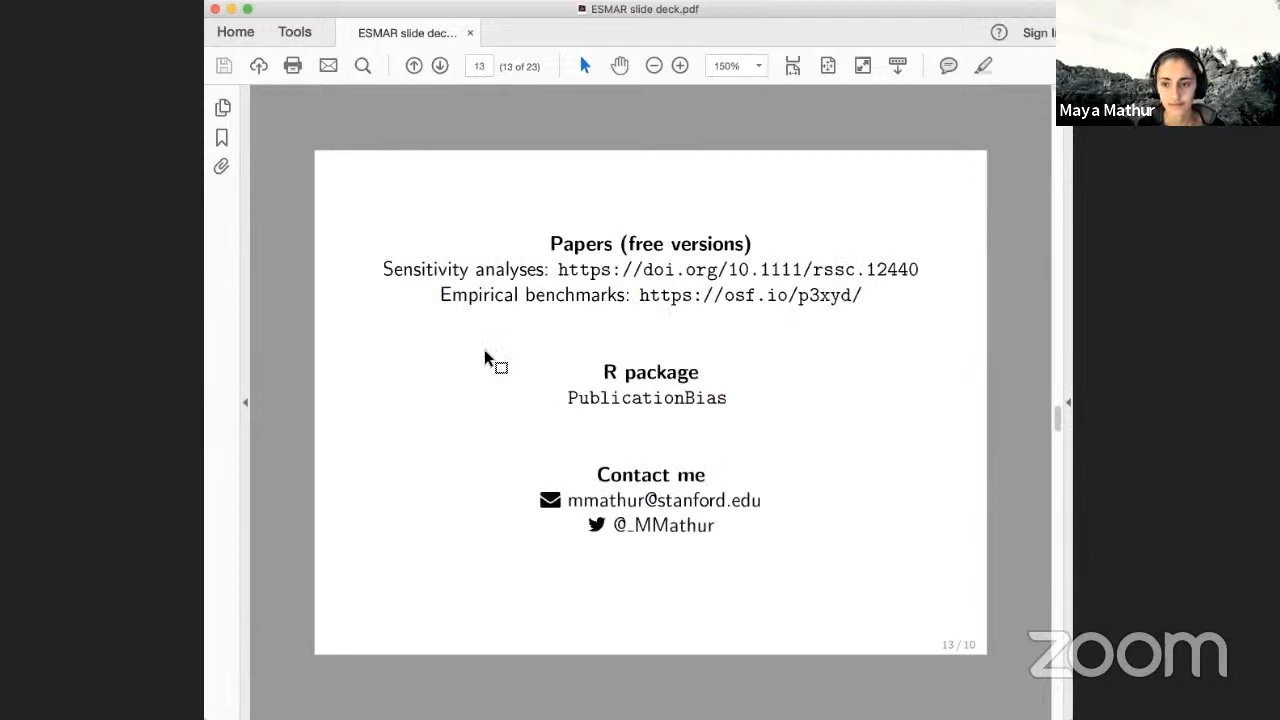 ESMAR slide deck.pdf
Home
Tools
ESMAR slide dec... ×
?
Sign I
13
(13 of 23)
150%
Maya Mathur
Papers (free versions)
Sensitivity analyses: https://doi.org/10.1111/rssc.12440
Empirical benchmarks: https://osf.io/p3xyd/
R package
PublicationBias
Contact me
mmathur@stanford.edu
@_MMathur
13 / 10
zoom